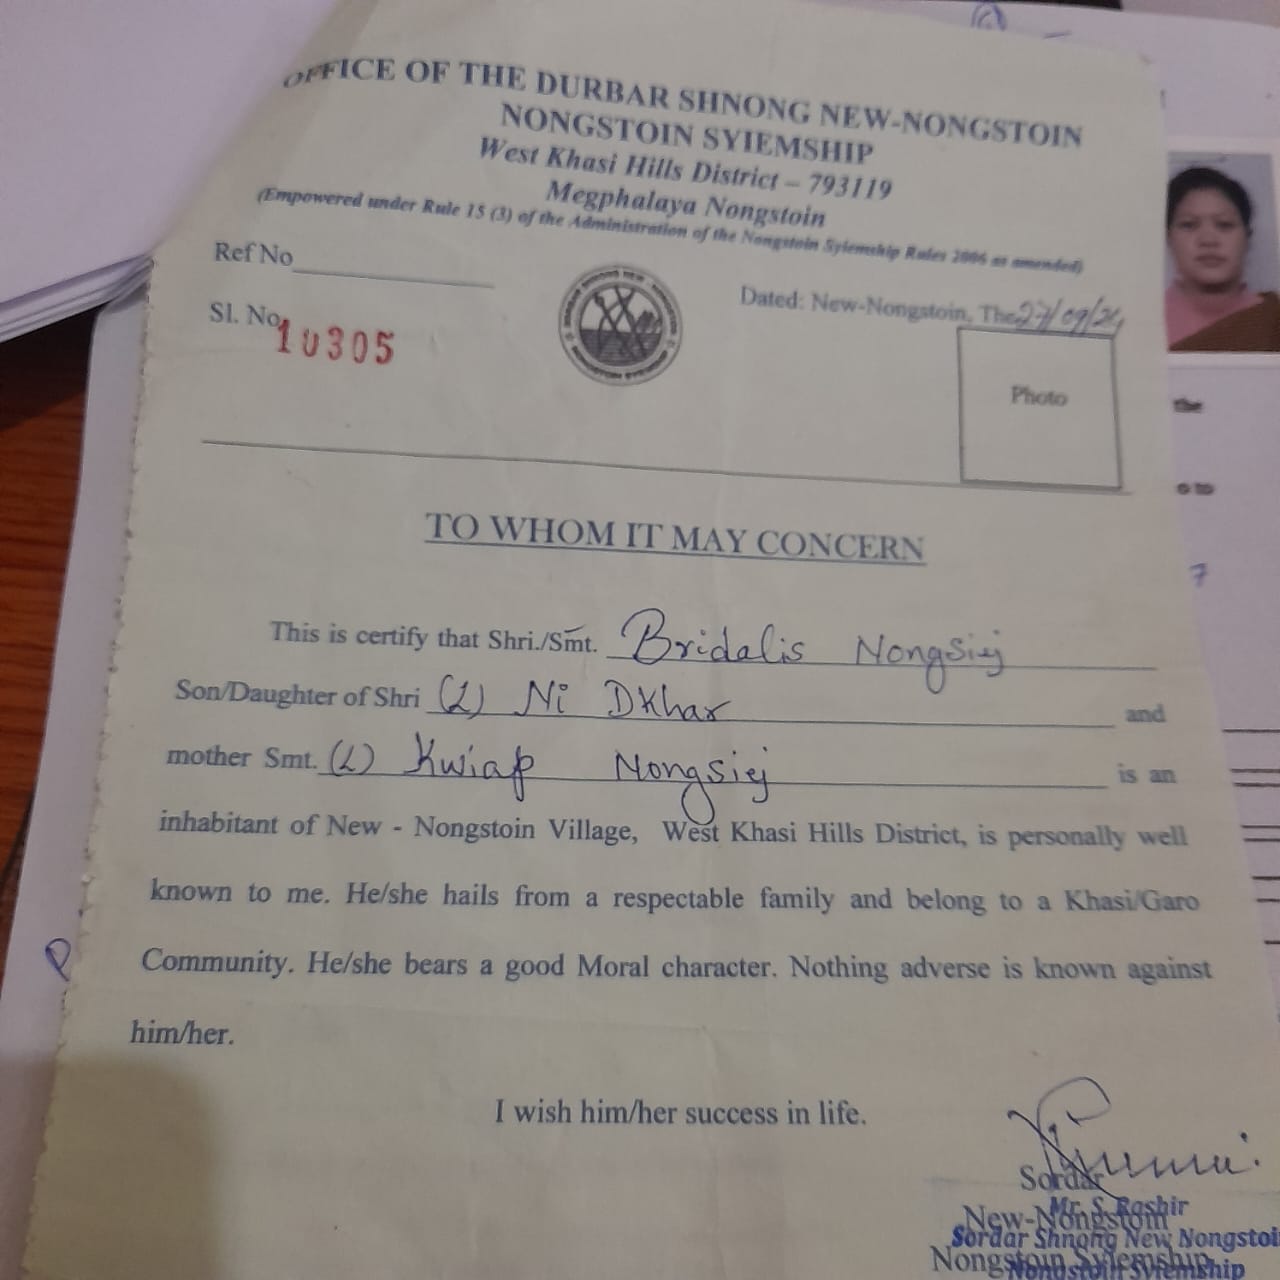 OFFICE OF THE DURBAR SHNONG NEW-NONGSTOIN
NONGSTOIN SYIEMSHIP
West Khasi Hills District – 793119
Megphalaya Nongstoin
(Empowered under Rule 15 (3) of the Administration of the Nongstoin Syiemship Rules 2006 as amended)
Ref No
Dated: New-Nongstoin, The 27/09/24
Sl. No. 10305
Photo
the
o to
7
TO WHOM IT MAY CONCERN
This is certify that Shri./Smt. Bridalis Nongsiej
Son/Daughter of Shri (L) Ni Dkhar and
mother Smt. (L) Kwiap Nongsiej is an
inhabitant of New - Nongstoin Village, West Khasi Hills District, is personally well
known to me. He/she hails from a respectable family and belong to a Khasi/Garo
Community. He/she bears a good Moral character. Nothing adverse is known against
him/her.
I wish him/her success in life.
Sordar
Mr. S. Bashir
New-Nongstoin
Sordar Shnong New Nongstoi
Nongstoin Syiemship
Nongstoin Syiemship